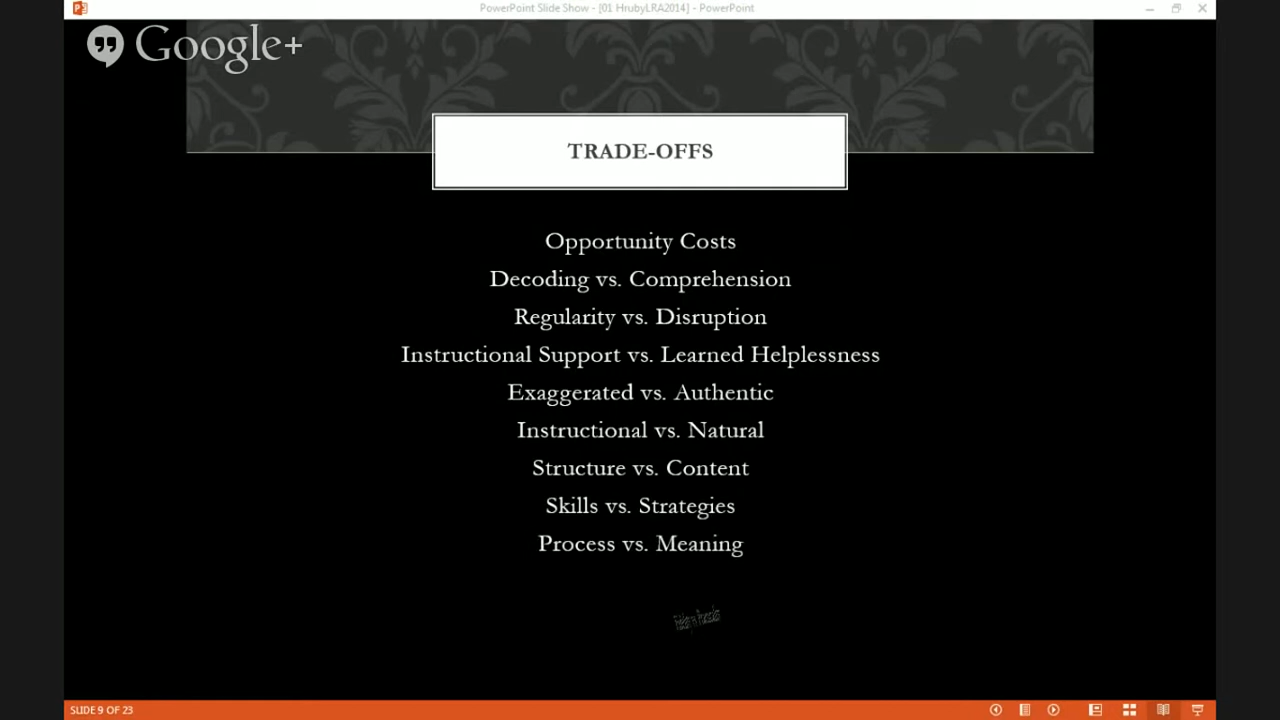 PowerPoint Slide Show - [01 HrubyLRA2014] - PowerPoint
Google+
TRADE-OFFS
Opportunity Costs
Decoding vs. Comprehension
Regularity vs. Disruption
Instructional Support vs. Learned Helplessness
Exaggerated vs. Authentic
Instructional vs. Natural
Structure vs. Content
Skills vs. Strategies
Process vs. Meaning
SLIDE 9 OF 23